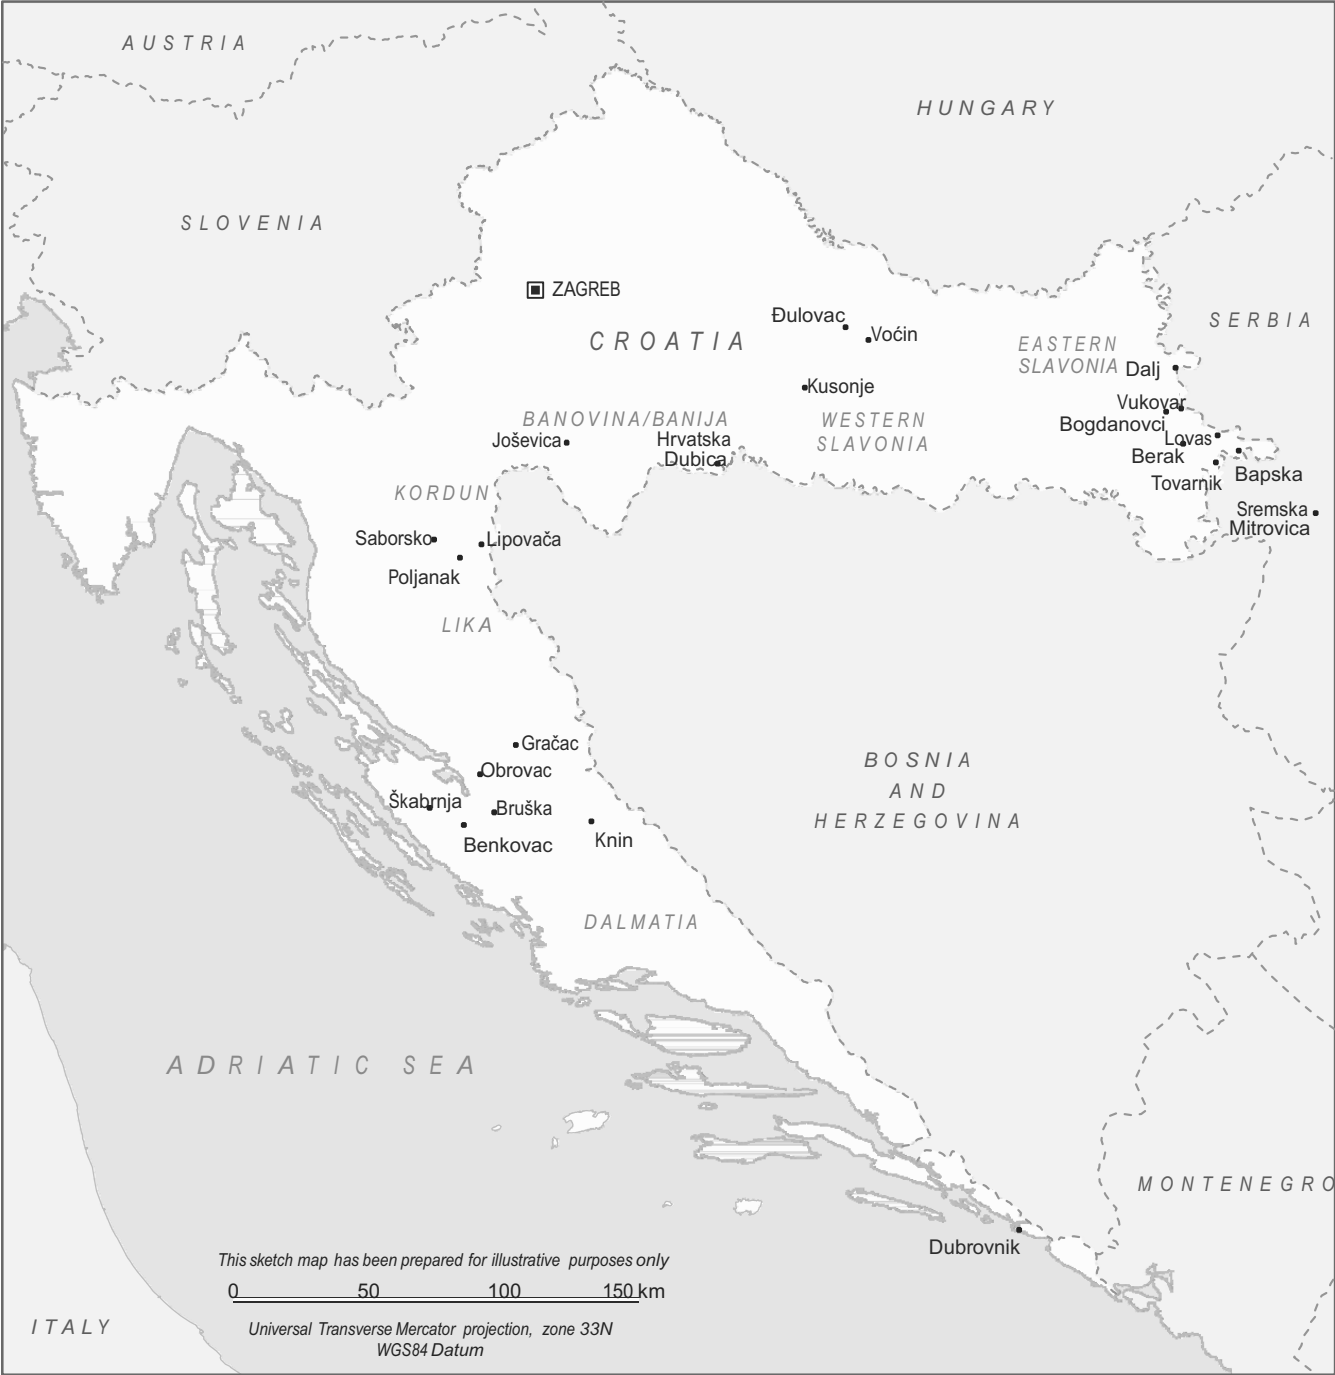 AUSTRIA
HUNGARY
SLOVENIA
ZAGREB
CROATIA
Đulovac
Voćin
SERBIA
EASTERN
SLAVONIA
Dalj
Kusonje
Vukovar
BANOVINA/BANIJA
WESTERN
SLAVONIA
Bogdanovci
Joševica
Hrvatska
Dubica
Lovas
Berak
Bapska
Tovarnik
KORDUN
Sremska
Mitrovica
Saborsko
Lipovača
Poljanak
LIKA
Gračac
Obrovac
Škabrnja
Bruška
Benkovac
Knin
BOSNIA
AND
HERZEGOVINA
DALMATIA
ADRIATIC SEA
MONTENEGRO
Dubrovnik
This sketch map has been prepared for illustrative purposes only
0 50 100 150 km
Universal Transverse Mercator projection, zone 33N
WGS84 Datum
ITALY